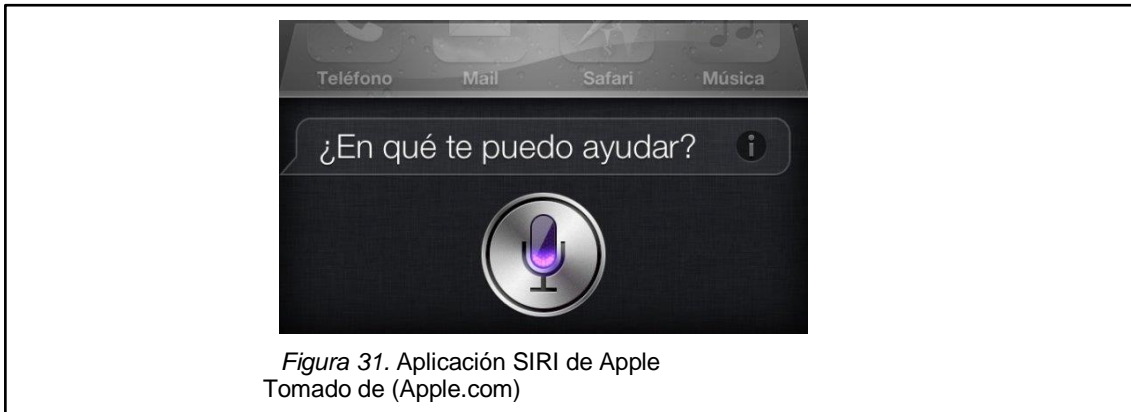 Teléfono Mail Safari Música
¿En qué te puedo ayudar?
Figura 31. Aplicación SIRI de Apple
Tomado de (Apple.com)